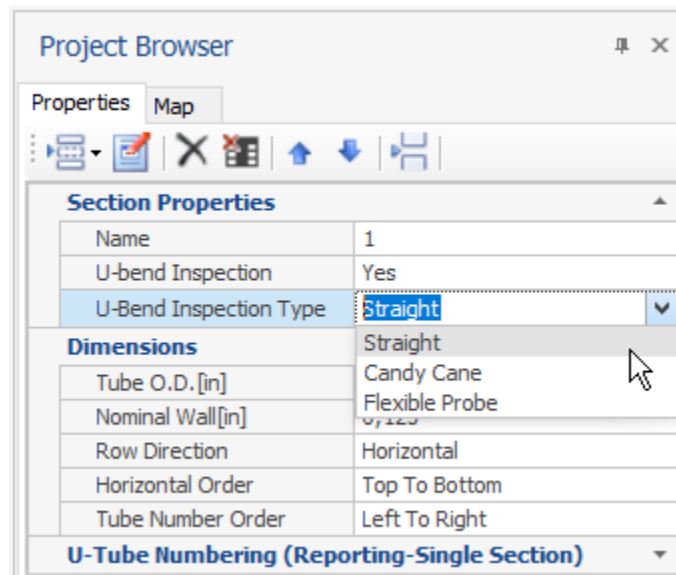 Project Browser
Properties Map
Section Properties
Name 1
U-bend Inspection Yes
U-Bend Inspection Type Straight
Dimensions Straight
Tube O.D.[in] Candy Cane
Flexible Probe
Nominal Wall[in]
Row Direction Horizontal
Horizontal Order Top To Bottom
Tube Number Order Left To Right
U-Tube Numbering (Reporting-Single Section)